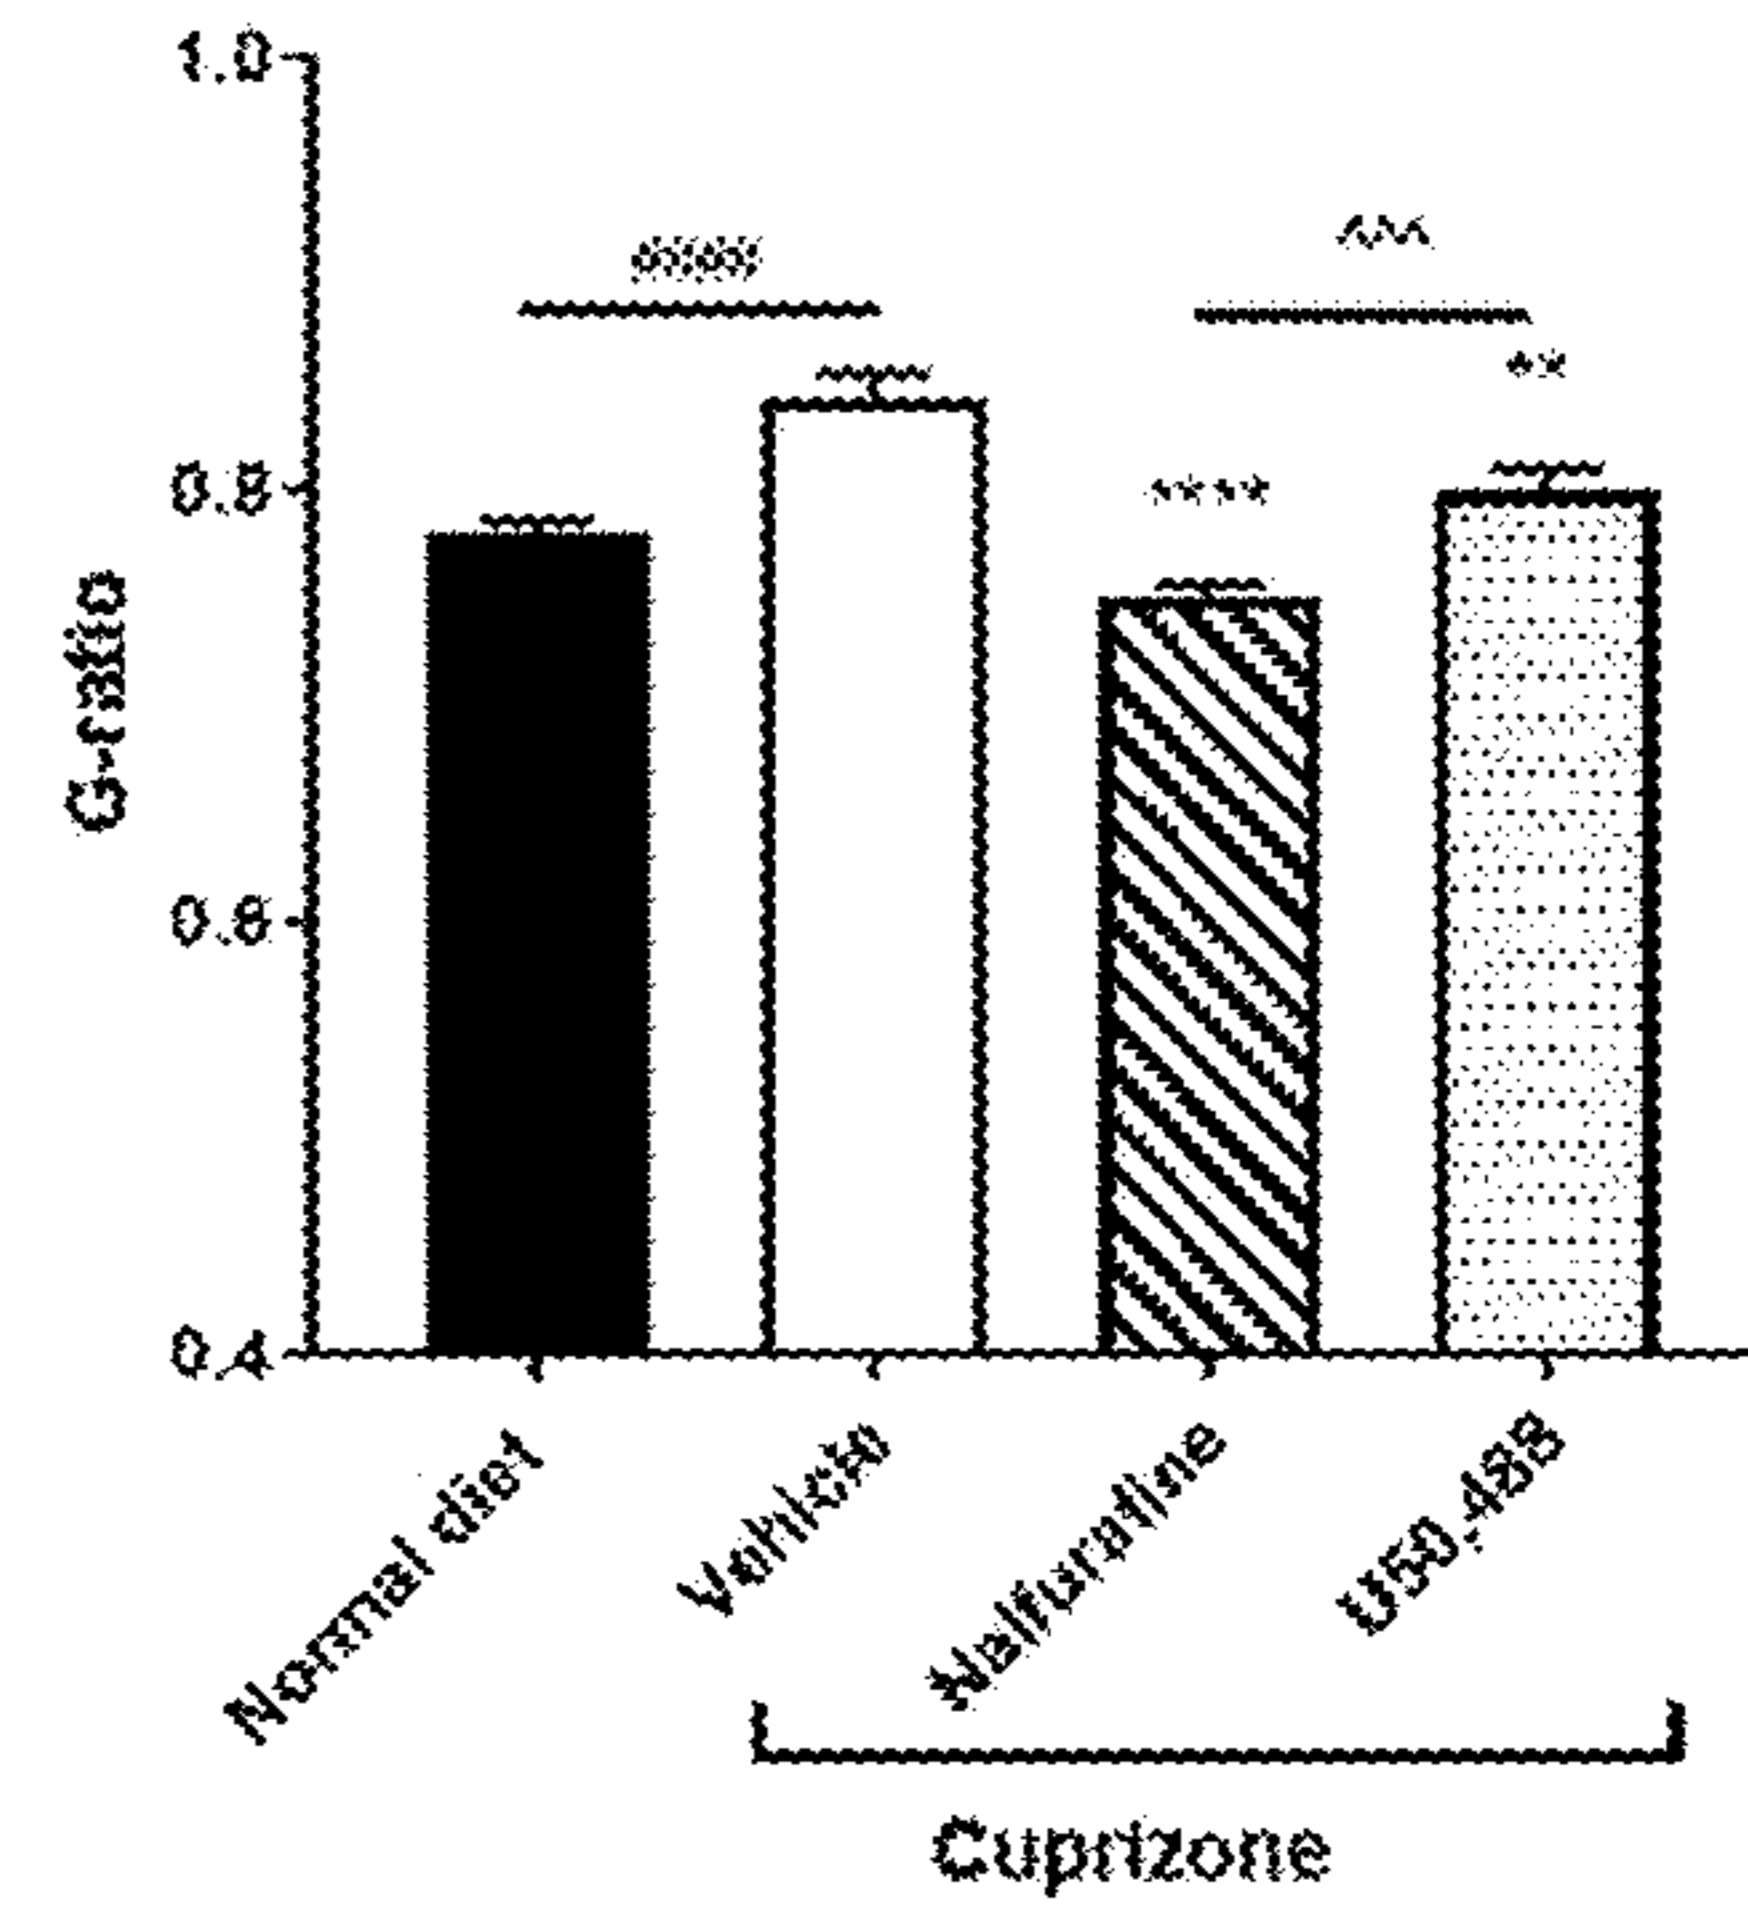 1.0
0.8
0.6
0.4
G-ratio
**
****
Normal diet
Vehicle
Nalfurafine
U50,488
Cuprizone